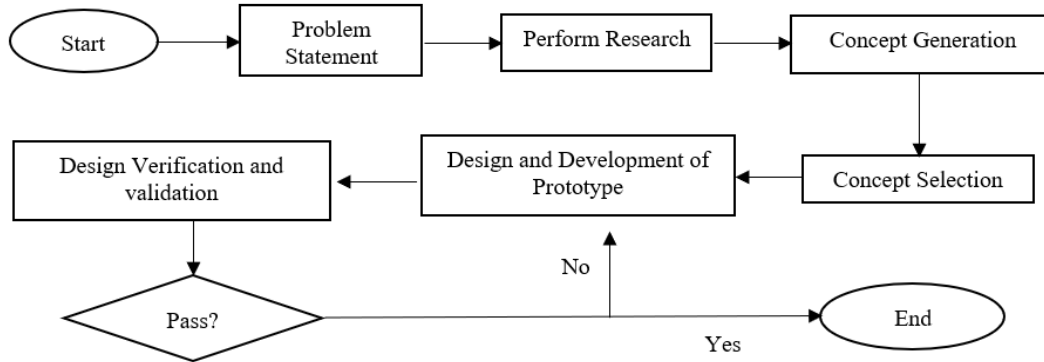 Start
Problem
Statement
Perform Research
Concept Generation
Concept Selection
Design and Development of
Prototype
Design Verification and
validation
Pass?
No
Yes
End